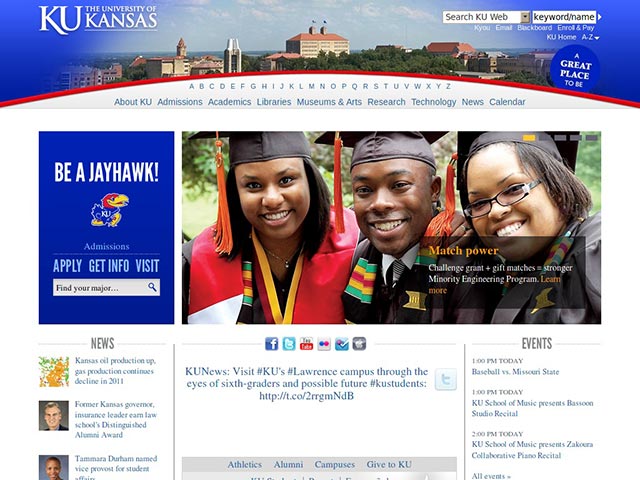 KU THE UNIVERSITY OF
KANSAS
Search KU Web keyword/name
Kyou Email Blackboard Enroll & Pay
KU Home A-Z
A
GREAT
PLACE
TO BE
A B C D E F G H I J K L M N O P Q R S T U V W X Y Z
About KU Admissions Academics Libraries Museums & Arts Research Technology News Calendar
BE A JAYHAWK!
Admissions
APPLY GET INFO VISIT
Find your major...
Match power
Challenge grant + gift matches = stronger
Minority Engineering Program. Learn
more
NEWS
Kansas oil production up,
gas production continues
decline in 2011
Former Kansas governor,
insurance leader earn law
school's Distinguished
Alumni Award
Tammara Durham named
vice provost for student
affairs
KUNews: Visit #KU's #Lawrence campus through the
eyes of sixth-graders and possible future #kustudents:
http://t.co/2rrgmNdB
Athletics Alumni Campuses Give to KU
EVENTS
1:00 PM TODAY
Baseball vs. Missouri State
1:00 PM TODAY
KU School of Music presents Bassoon
Studio Recital
2:00 PM TODAY
KU School of Music presents Zakoura
Collaborative Piano Recital
All events »